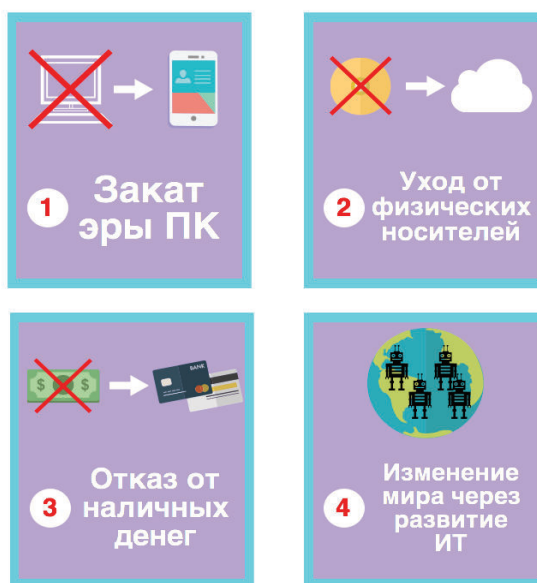 1
Закат
эры ПК
2
Уход от
физических
носителей
$ $
BANK
3
Отказ от
наличных
денег
4
Изменение
мира через
развитие
ИТ